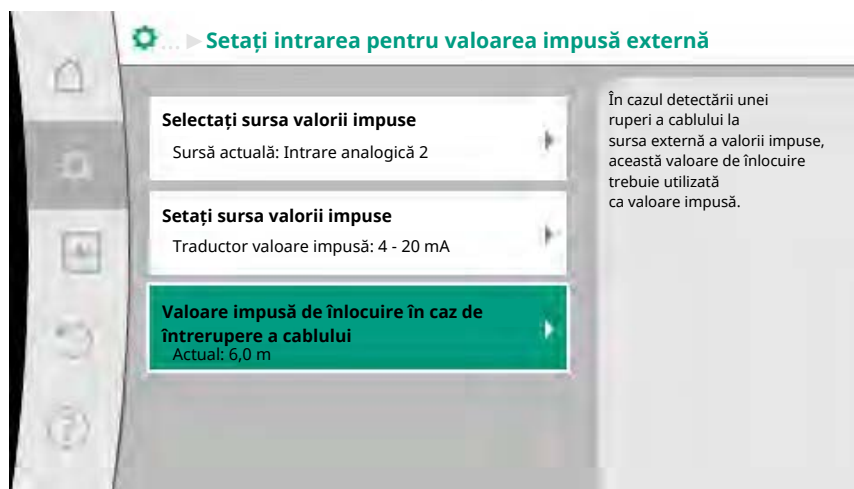 ... Setați intrarea pentru valoarea impusă externă
Selectați sursa valorii impuse
Sursă actuală: Intrare analogică 2
Setați sursa valorii impuse
Traductor valoare impusă: 4 - 20 mA
Valoare impusă de înlocuire în caz de
întrerupere a cablului
Actual: 6,0 m
În cazul detectării unei
ruperi a cablului la
sursa externă a valorii impuse,
această valoare de înlocuire
trebuie utilizată
ca valoare impusă.